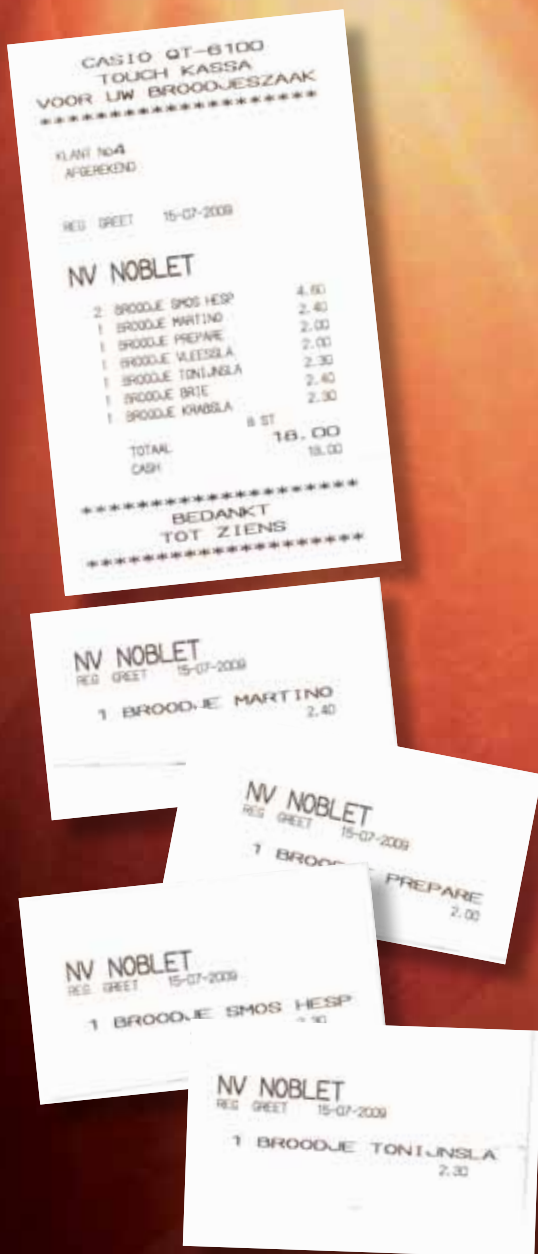 CASIO QT-6100
TOUCH KASSA
VOOR UW BROODJESZAAK
********************
KLANT No4
AFGEREKEND
REG GREET 15-07-2009
NV NOBLET
2 BROODJE SMOS HESP 4.60
1 BROODJE MARTINO 2.40
1 BROODJE PREPARE 2.00
1 BROODJE VLEESSLA 2.00
1 BROODJE TONIJNSLA 2.30
1 BROODJE BRIE 2.40
1 BROODJE KRABSLA 2.30
8 ST
TOTAAL 18.00
CASH 18.00
********************
BEDANKT
TOT ZIENS
********************
NV NOBLET
REG GREET 15-07-2009
1 BROODJE MARTINO
2.40
NV NOBLET
REG GREET 15-07-2009
1 PREPARE
2.00
NV NOBLET
REG GREET 15-07-2009
1 BROODJE SMOS HESP
2.30
NV NOBLET
REG GREET 15-07-2009
1 BROODJE TONIJNSLA
2.30